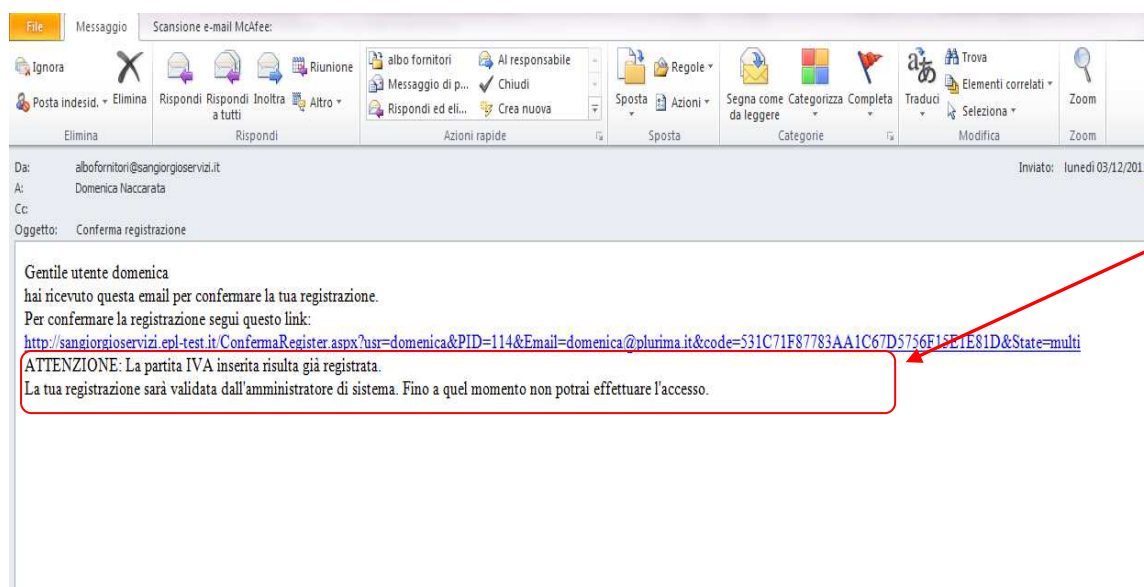 File Messaggio Scansione e-mail McAfee:
Ignora
Posta indesid.
Elimina
Rispondi Rispondi a tutti Inoltra
Riunione
Altro
albo fornitori Al responsabile
Messaggio di p... Chiudi
Rispondi ed eli... Crea nuova
Sposta
Regole
Azioni
Segna come da leggere Categorizza Completa
Traduci
Trova
Elementi correlati
Seleziona
Zoom
Elimina Rispondi Azioni rapide Sposta Categorie Modifica Zoom
Da: albofornitori@sangiorgioservizi.it Inviato: lunedì 03/12/201
A: Domenica Naccarata
Cc:
Oggetto: Conferma registrazione
Gentile utente domenica
hai ricevuto questa email per confermare la tua registrazione.
Per confermare la registrazione segui questo link:
http://sangiorgioservizi.epl-test.it/ConfermaRegister.aspx?usr=domenica&PID=114&Email=domenica@plurima.it&code=531C71F87783AA1C67D5756F15E1E81D&State=multi
ATTENZIONE: La partita IVA inserita risulta già registrata.
La tua registrazione sarà validata dall'amministratore di sistema. Fino a quel momento non potrai effettuare l'accesso.